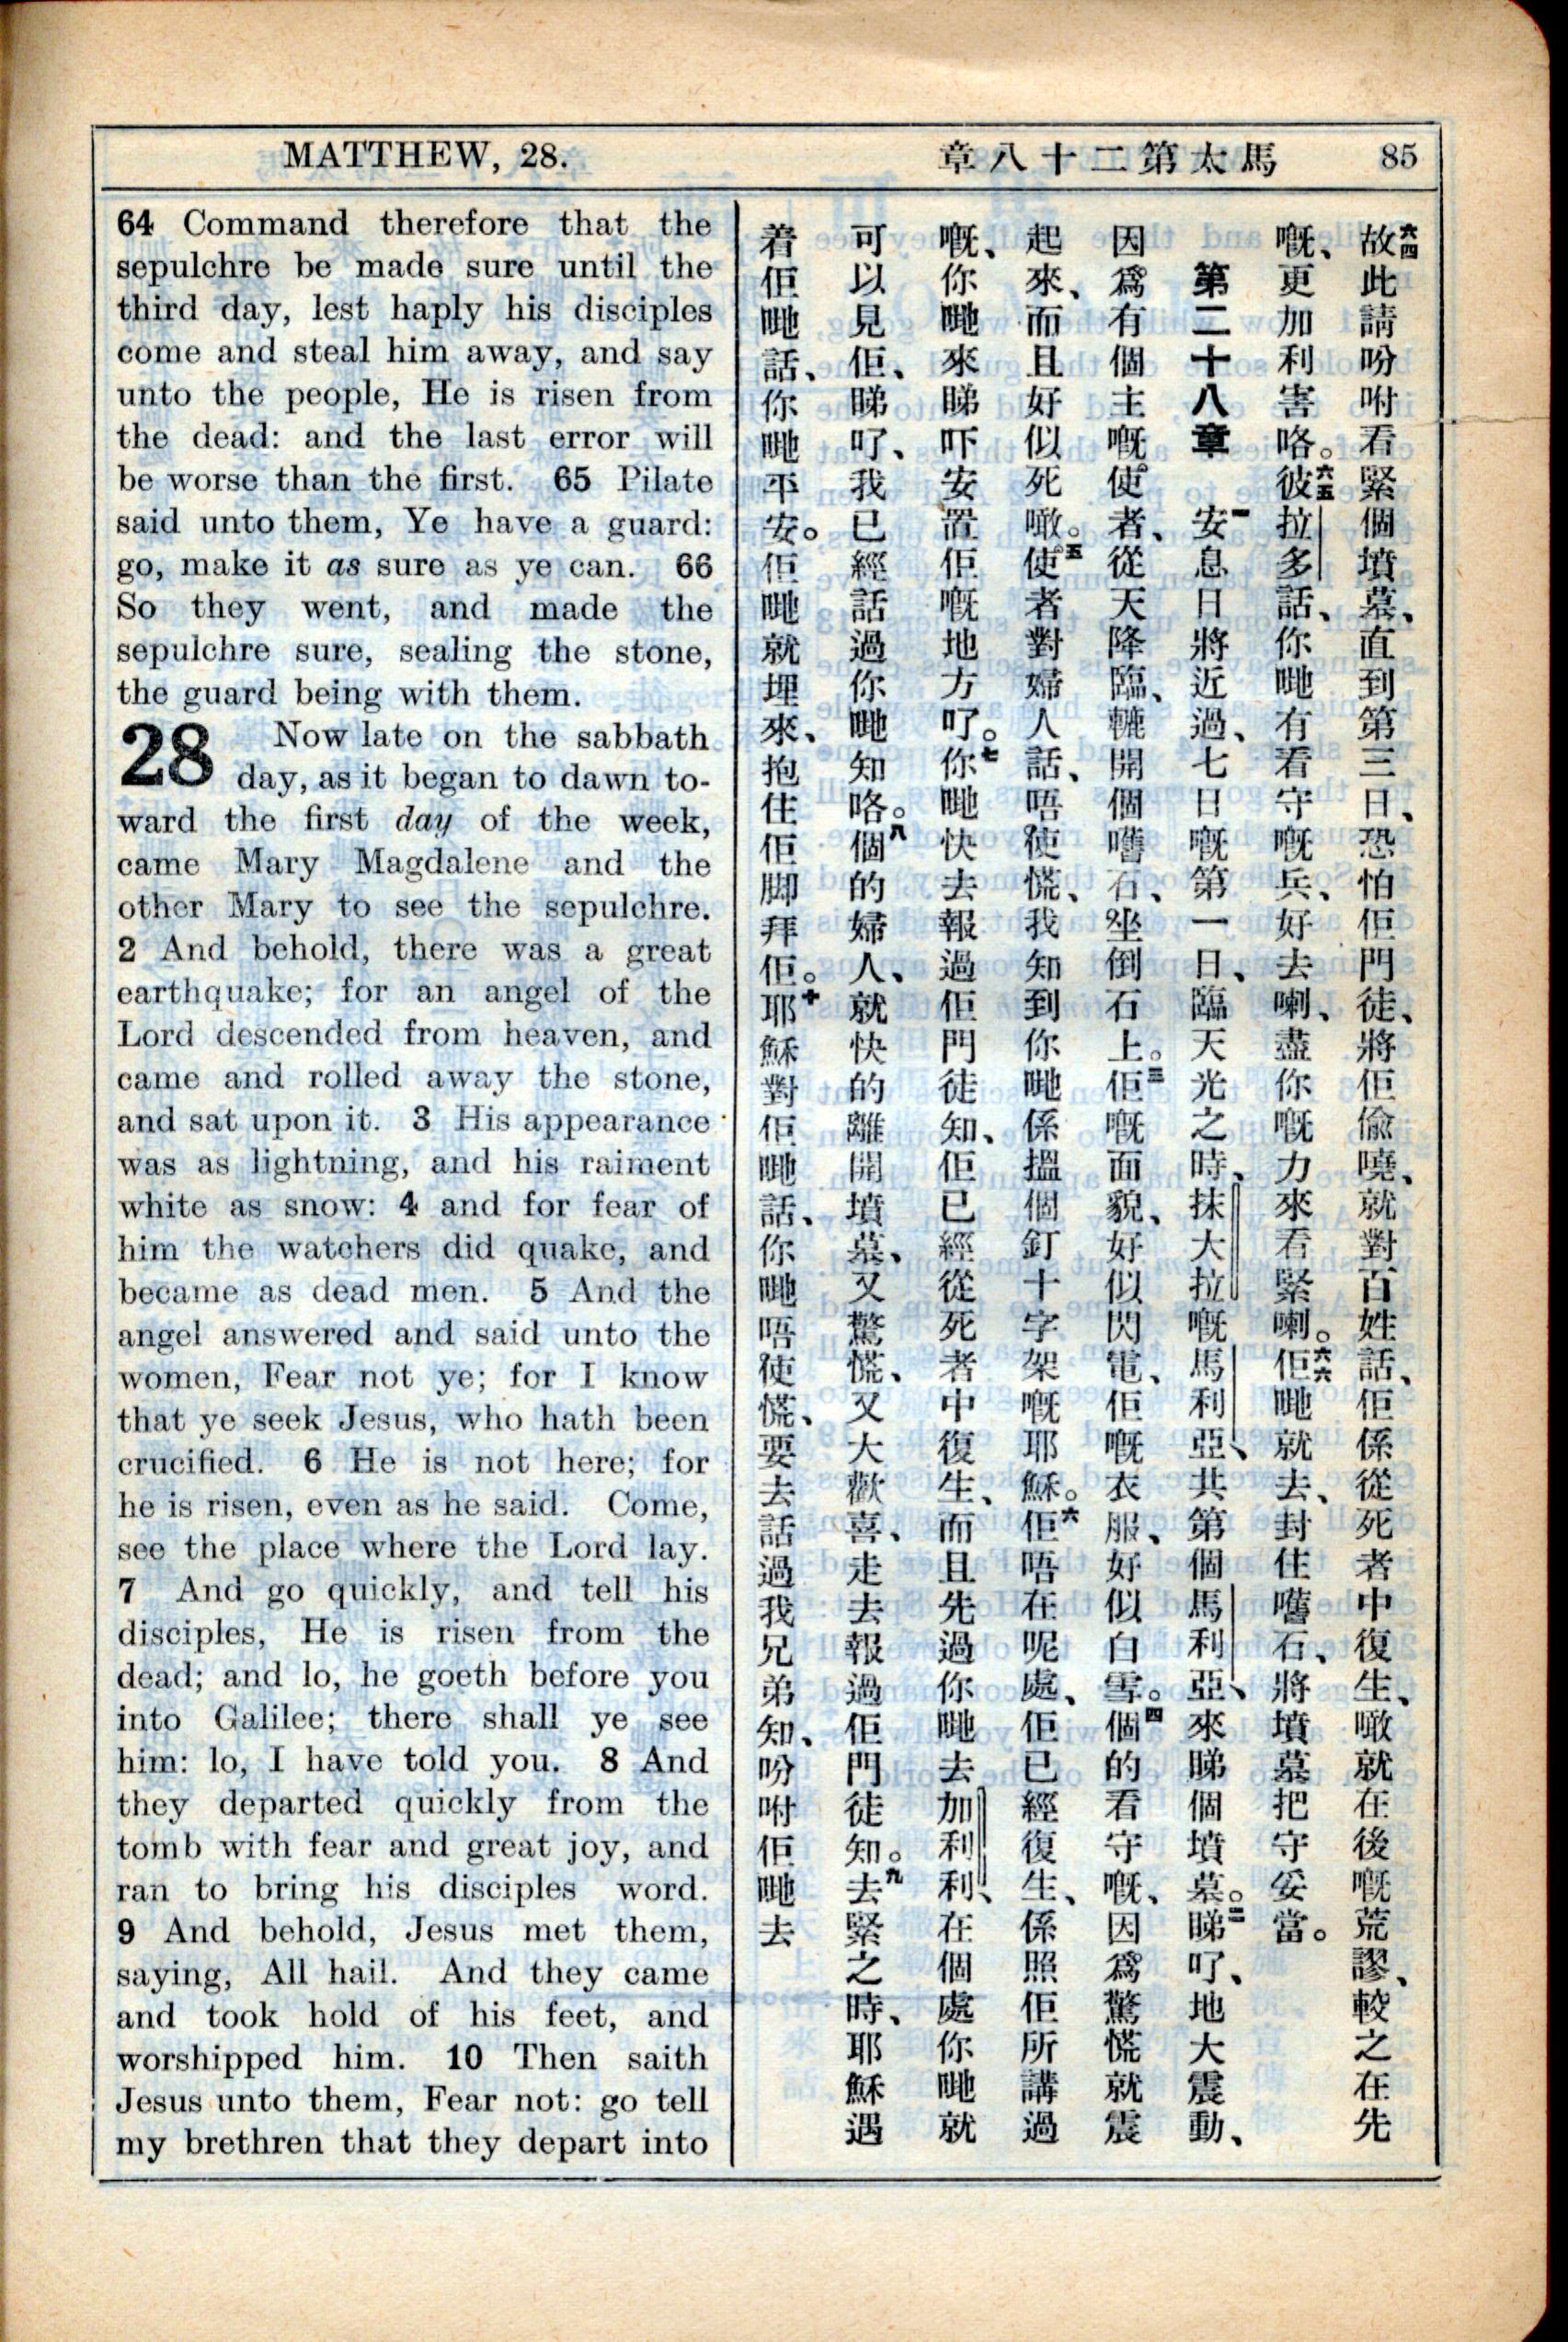 MATTHEW, 28.
章八十二第太馬
85
64 Command therefore that the
sepulchre be made sure until the
third day, lest haply his disciples
come and steal him away, and say
unto the people, He is risen from
the dead: and the last error will
be worse than the first. 65 Pilate
said unto them, Ye have a guard:
go, make it as sure as ye can. 66
So they went, and made the
sepulchre sure, sealing the stone,
the guard being with them.
28 Now late on the sabbath
day, as it began to dawn to-
ward the first day of the week,
came Mary Magdalene and the
other Mary to see the sepulchre.
2 And behold, there was a great
earthquake; for an angel of the
Lord descended from heaven, and
came and rolled away the stone,
and sat upon it. 3 His appearance
was as lightning, and his raiment
white as snow: 4 and for fear of
him the watchers did quake, and
became as dead men. 5 And the
angel answered and said unto the
women, Fear not ye; for I know
that ye seek Jesus, who hath been
crucified. 6 He is not here; for
he is risen, even as he said. Come,
see the place where the Lord lay.
7 And go quickly, and tell his
disciples, He is risen from the
dead; and lo, he goeth before you
into Galilee; there shall ye see
him: lo, I have told you. 8 And
they departed quickly from the
tomb with fear and great joy, and
ran to bring his disciples word.
9 And behold, Jesus met them,
saying, All hail. And they came
and took hold of his feet, and
worshipped him. 10 Then saith
Jesus unto them, Fear not: go tell
my brethren that they depart into
六四故此請吩咐看緊個墳墓、直到第三日、恐怕佢門徒、將佢偸嘵、就對百姓話、佢係從死者中復生、噉就在後嘅荒謬、較之在先
嘅、更加利害咯。六五彼拉多話、你哋有看守嘅兵、好去喇、盡你嘅力來看緊喇。六六佢哋就去、封住嚿石、將墳墓把守妥當。
第二十八章 一安息日將近過、七日嘅第一日、臨天光之時、抹大拉嘅馬利亞、共第個馬利亞、來睇個墳墓。二睇吖、地大震動、
因爲有個主嘅使者、從天降臨、轆開個嚿石、坐倒石上。三佢嘅面貌、好似閃電、佢嘅衣服、好似白雪。四個的看守嘅、因爲驚慌就震
起來、而且好似死噉。五使者對婦人話、唔使慌、我知到你哋係搵個釘十字架嘅耶穌。六佢唔在呢處、佢已經復生、係照佢所講過
嘅、你哋來睇吓安置佢嘅地方吖。七你哋快去報過佢門徒知、佢已經從死者中復生、而且先過你哋去加利利、在個處你哋就
可以見佢、睇吖、我已經話過你哋知咯。八個的婦人、就快的離開墳墓、又驚慌、又大歡喜、走去報過佢門徒知。九去緊之時、耶穌遇
着佢哋話、你哋平安。佢哋就埋來、抱住佢脚拜佢。十耶穌對佢哋話、你哋唔使慌、要去話過我兄弟知、吩咐佢哋去